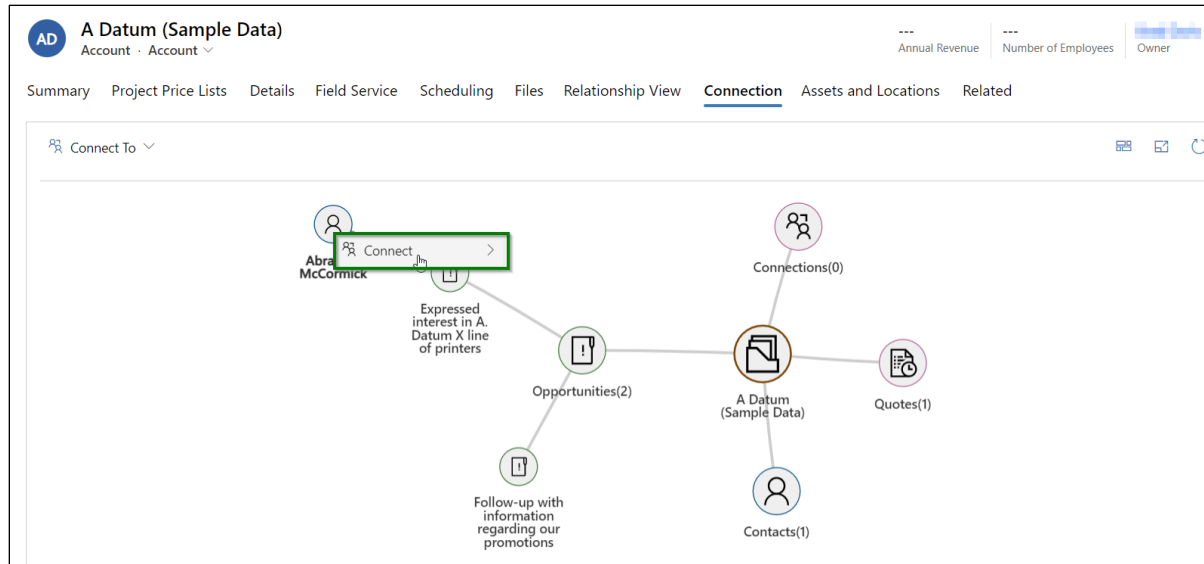 AD
A Datum (Sample Data)
Account · Account
---
Annual Revenue
---
Number of Employees
Owner
Summary
Project Price Lists
Details
Field Service
Scheduling
Files
Relationship View
Connection
Assets and Locations
Related
Connect To
Connect
Abra
McCormick
Expressed
interest in A.
Datum X line
of printers
Connections(0)
Opportunities(2)
A Datum
(Sample Data)
Quotes(1)
Follow-up with
information
regarding our
promotions
Contacts(1)